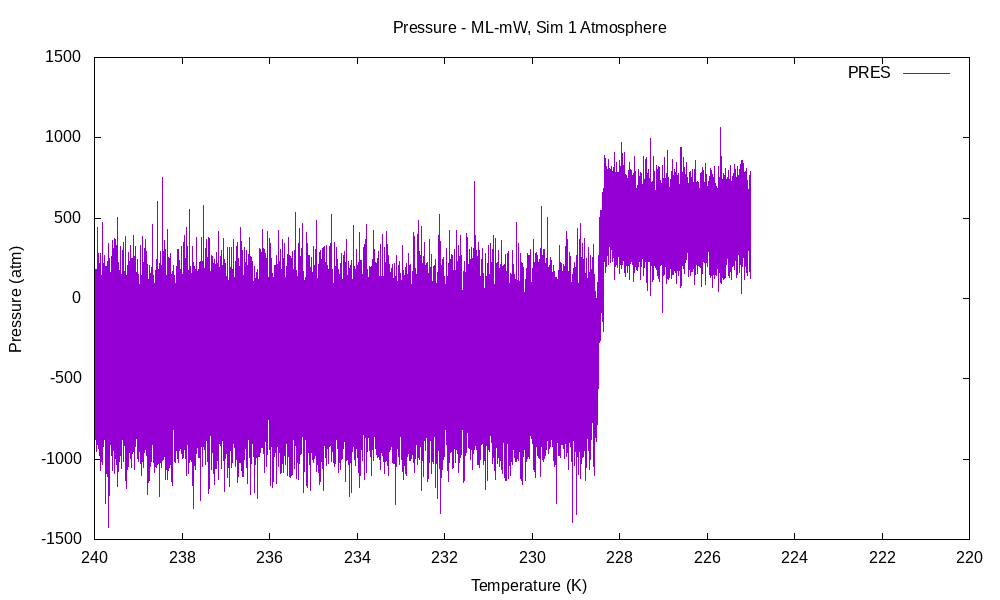 Pressure - ML-mW, Sim 1 Atmosphere
PRES
1500
1000
500
0
-500
-1000
-1500
Pressure (atm)
240 238 236 234 232 230 228 226 224 222 220
Temperature (K)